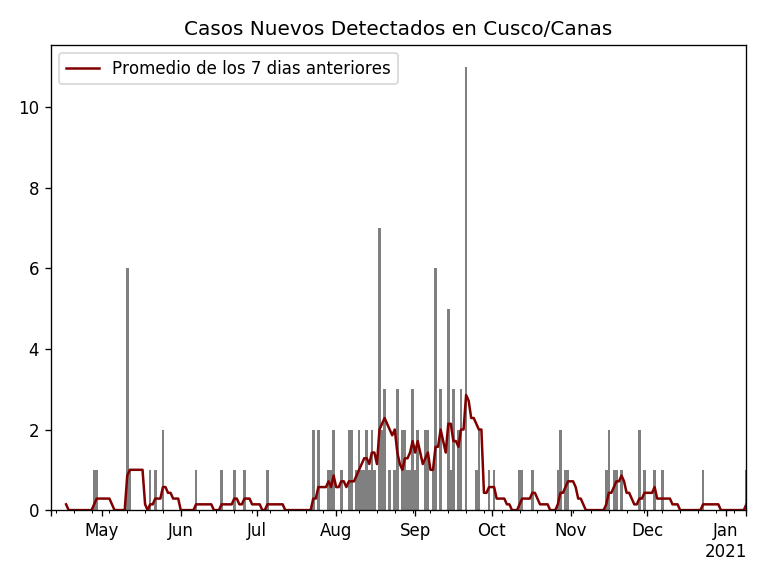 Casos Nuevos Detectados en Cusco/Canas
Promedio de los 7 dias anteriores
10
8
6
4
2
0
May Jun Jul Aug Sep Oct Nov Dec Jan
2021